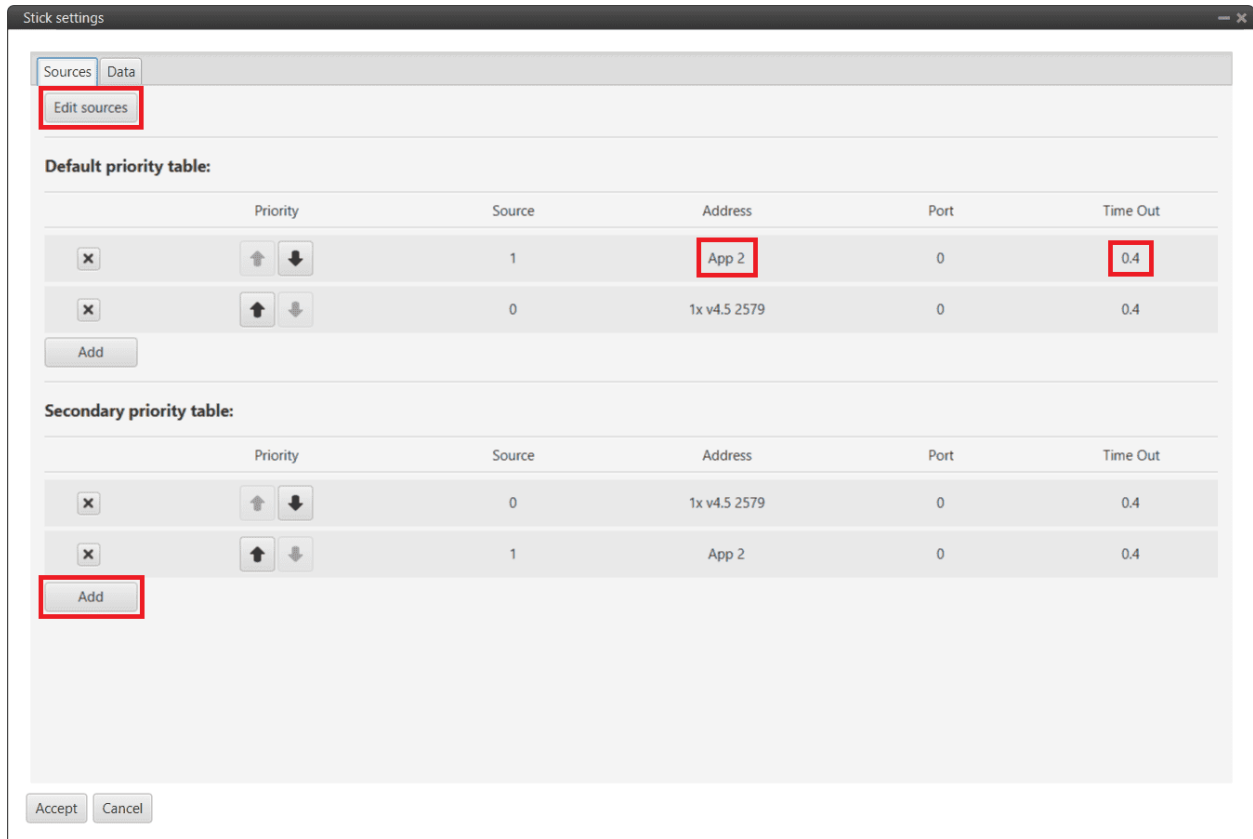 Stick settings
Sources Data
Edit sources
Default priority table:
Priority Source Address Port Time Out
1 App 2 0 0.4
0 1x v4.5 2579 0 0.4
Add
Secondary priority table:
Priority Source Address Port Time Out
0 1x v4.5 2579 0 0.4
1 App 2 0 0.4
Add
Accept Cancel